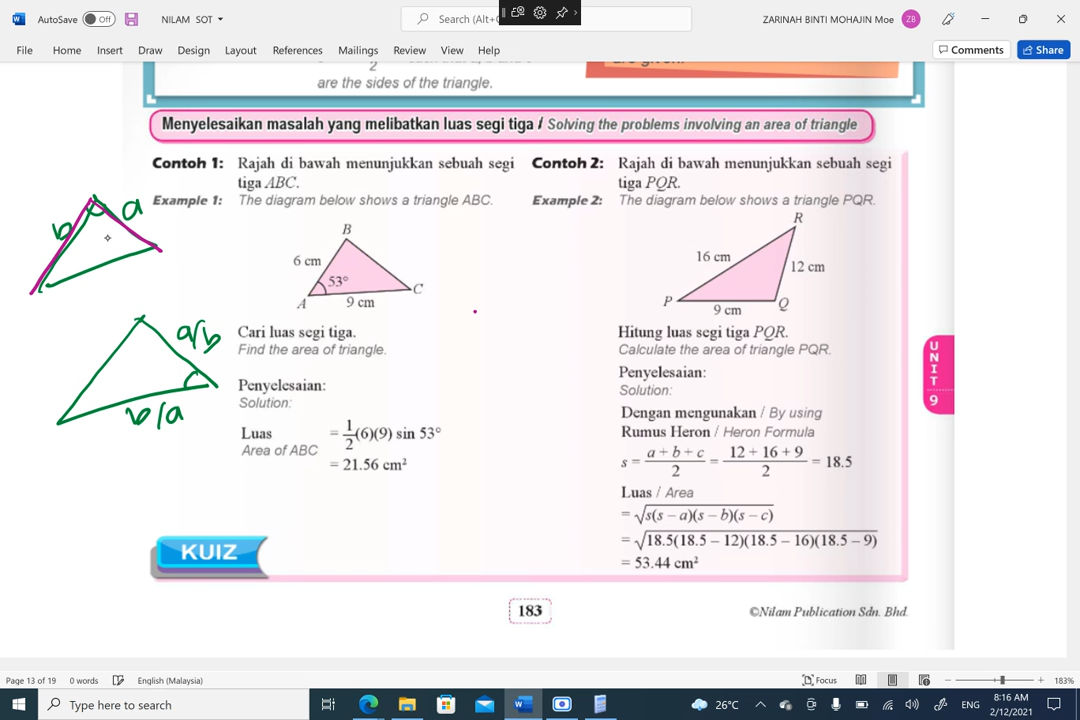 AutoSave Off NILAM SOT Search (Alt+ ZARINAH BINTI MOHAJIN Moe ZB
File Home Insert Draw Design Layout References Mailings Review View Help Comments Share
2
are the sides of the triangle.
Menyelesaikan masalah yang melibatkan luas segi tiga / Solving the problems involving an area of triangle
Contoh 1: Rajah di bawah menunjukkan sebuah segi
tiga ABC.
Example 1: The diagram below shows a triangle ABC.
B
6 cm
53°
A
9 cm
C
Cari luas segi tiga.
Find the area of triangle.
Penyelesaian:
Solution:
Luas = 1/2 (6)(9) sin 53°
Area of ABC
= 21.56 cm²
Contoh 2: Rajah di bawah menunjukkan sebuah segi
tiga PQR.
Example 2: The diagram below shows a triangle PQR.
R
16 cm
12 cm
P
9 cm
Q
Hitung luas segi tiga PQR.
Calculate the area of triangle PQR.
Penyelesaian:
Solution:
Dengan mengunakan / By using
Rumus Heron / Heron Formula
s = a + b + c / 2 = 12 + 16 + 9 / 2 = 18.5
Luas / Area
= √s(s – a)(s – b)(s – c)
= √18.5(18.5 – 12)(18.5 – 16)(18.5 – 9)
= 53.44 cm²
b a
a/b
b/a
UNIT 9
KUIZ
183
©Nilam Publication Sdn. Bhd.
Page 13 of 19 0 words English (Malaysia) Focus 183%
Type here to search 26°C ENG 8:16 AM
2/12/2021